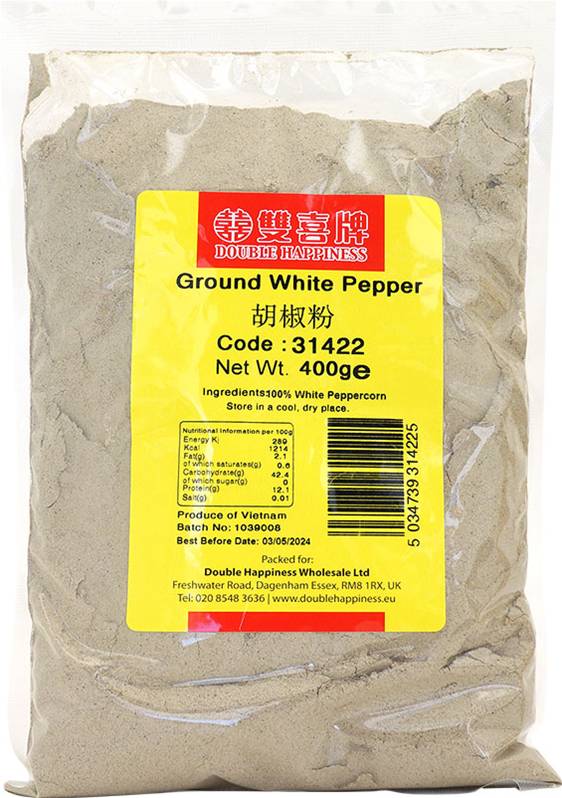 囍 雙喜牌
DOUBLE HAPPINESS
Ground White Pepper
胡椒粉
Code : 31422
Net Wt. 400ge
Ingredients:100% White Peppercorn
Store in a cool, dry place.
Nutritional Information per 100g
Energy Kj 289
Kcal 1214
Fat(g) 2.1
of which saturates(g) 0.6
Carbohydrate(g) 42.4
of which sugar(g) 0
Protein(g) 12.1
Salt(g) 0.01
5 034739 314225
Produce of Vietnam
Batch No: 1039008
Best Before Date: 03/05/2024
Packed for:
Double Happiness Wholesale Ltd
Freshwater Road, Dagenham Essex, RM8 1RX, UK
Tel: 020 8548 3636 | www.doublehappiness.eu